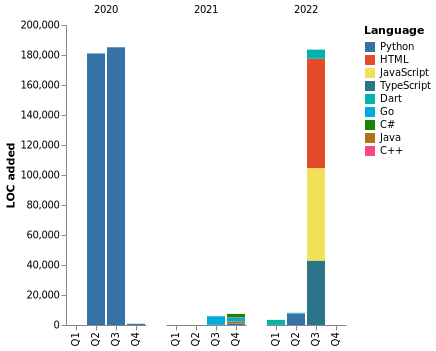 2020 2021 2022
Language
Python
HTML
JavaScript
TypeScript
Dart
Go
C#
Java
C++
LOC added
200,000
180,000
160,000
140,000
120,000
100,000
80,000
60,000
40,000
20,000
0
Q1 Q2 Q3 Q4 Q1 Q2 Q3 Q4 Q1 Q2 Q3 Q4